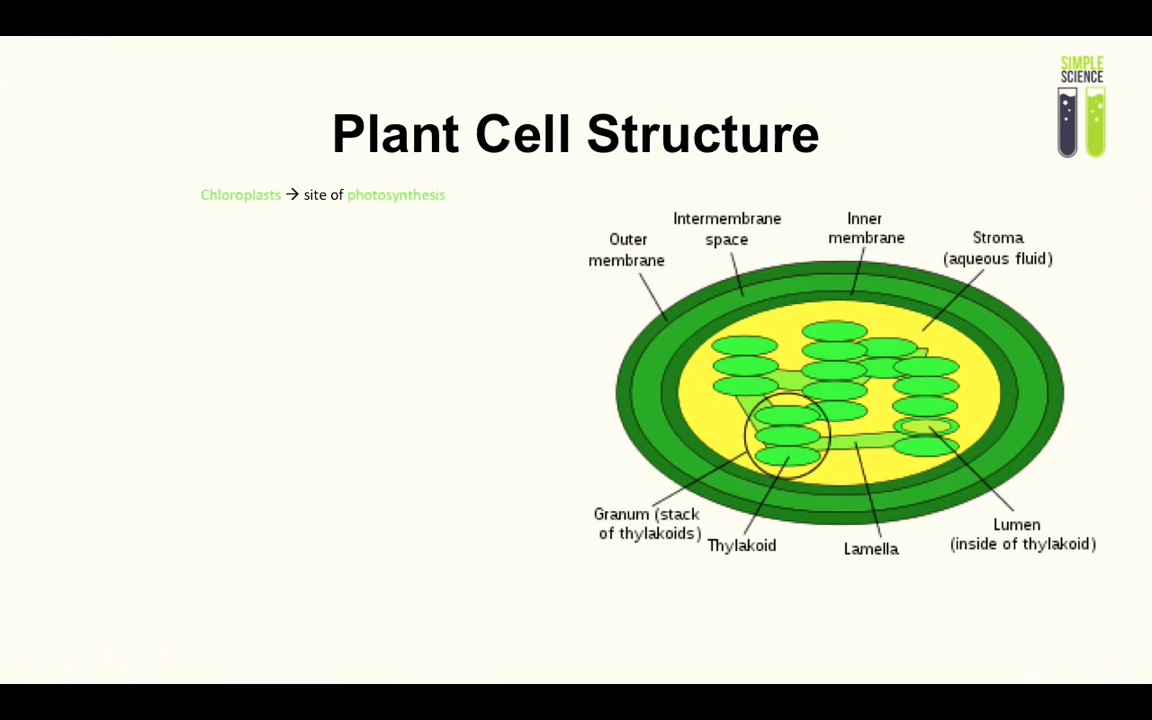 SIMPLE
SCIENCE
Plant Cell Structure
Chloroplasts → site of photosynthesis
Outer
membrane
Intermembrane
space
Inner
membrane
Stroma
(aqueous fluid)
Granum (stack
of thylakoids)
Thylakoid
Lamella
Lumen
(inside of thylakoid)